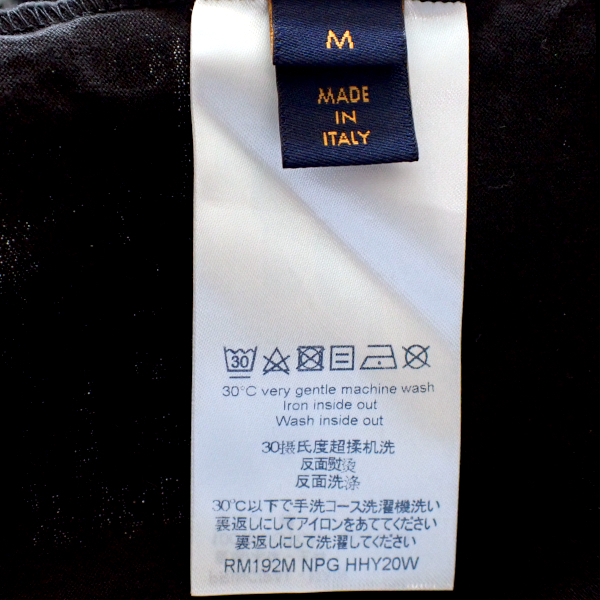 M
MADE
IN
ITALY
30
30°C very gentle machine wash
Iron inside out
Wash inside out
30摄氏度超揉机洗
反面熨烫
反面洗涤
30°C以下で手洗コース洗濯機洗い
裏返しにしてアイロンをあててください
裏返しにして洗濯してください
RM192M NPG HHY20W